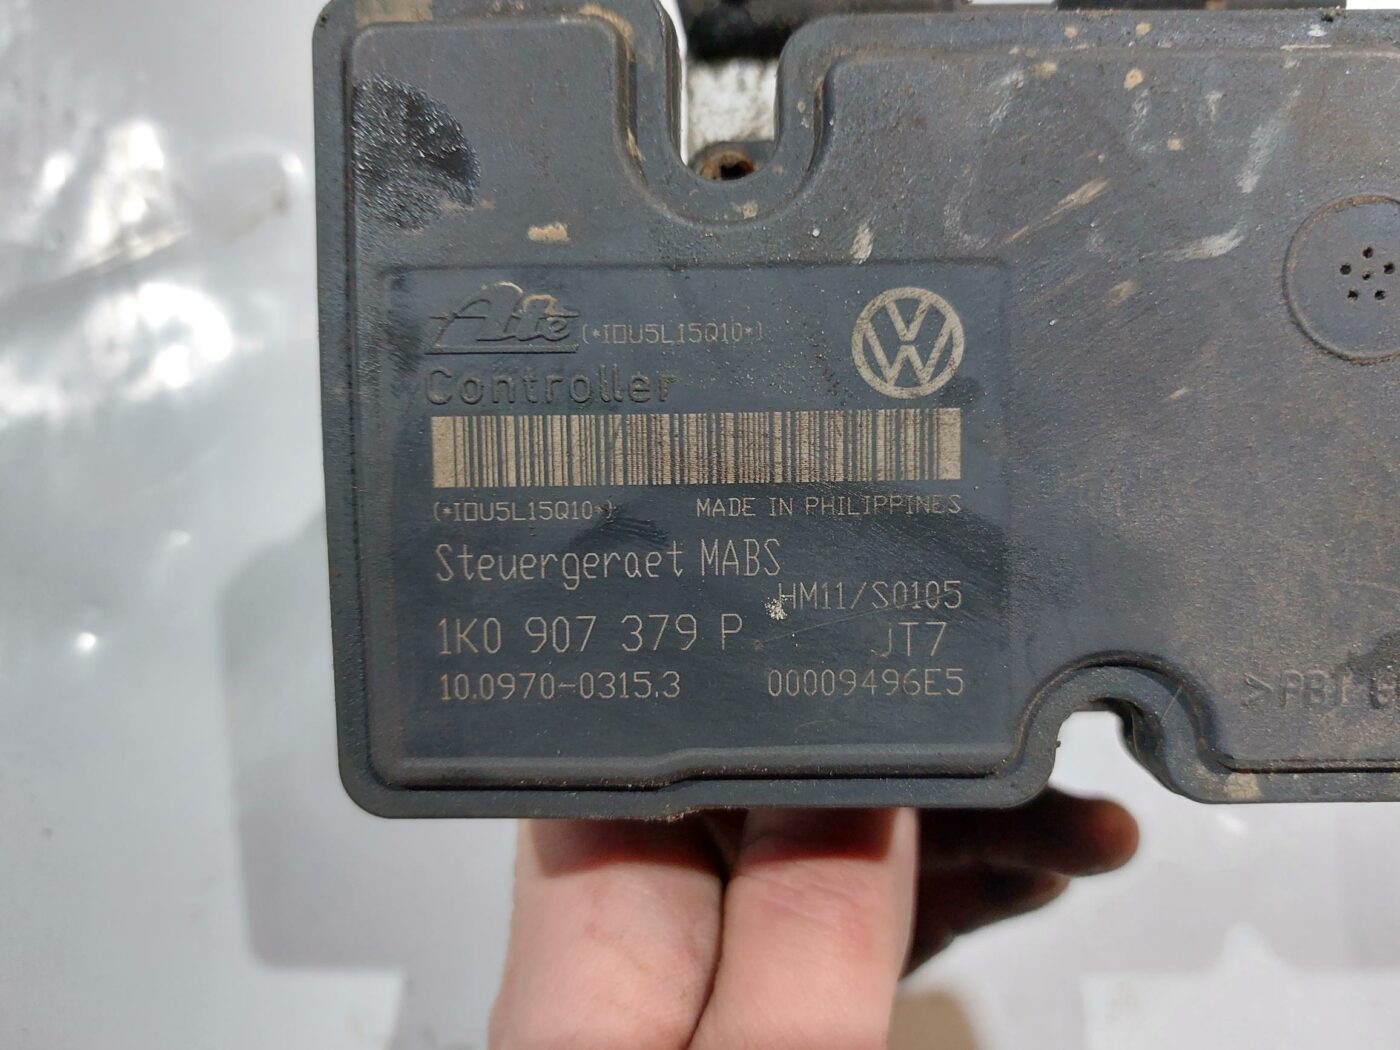 Ate (*IDU5L15Q10*)
Controller
(*IDU5L15Q10*) MADE IN PHILIPPINES
Steuergeraet MABS
HM11/S0105
1K0 907 379 P JT7
10.0970-0315.3 00009496E5